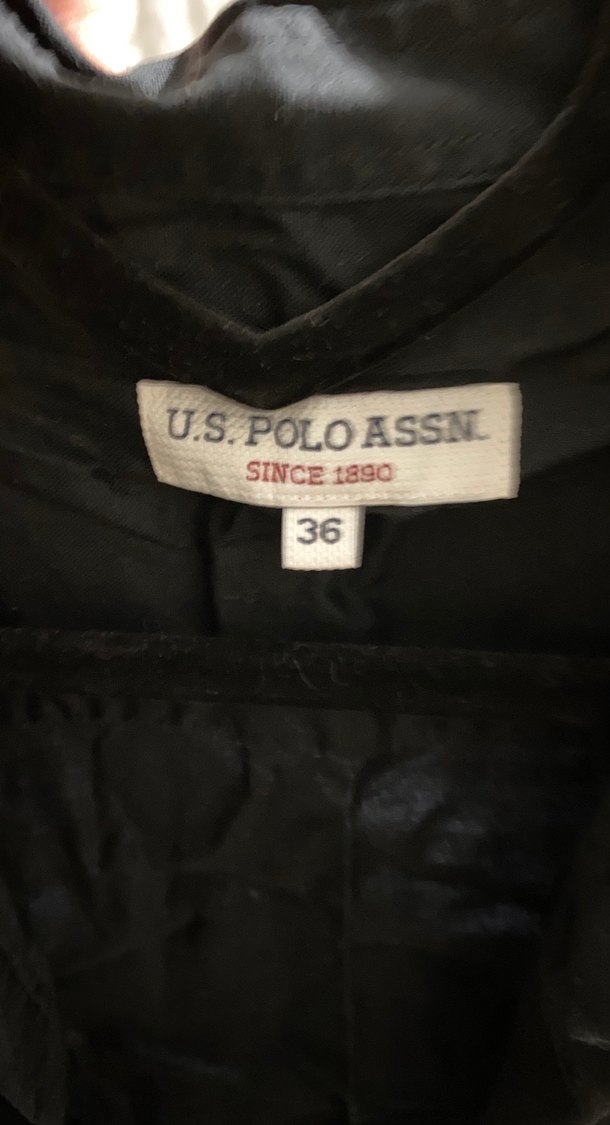 U.S. POLO ASSN.
SINCE 1890
36